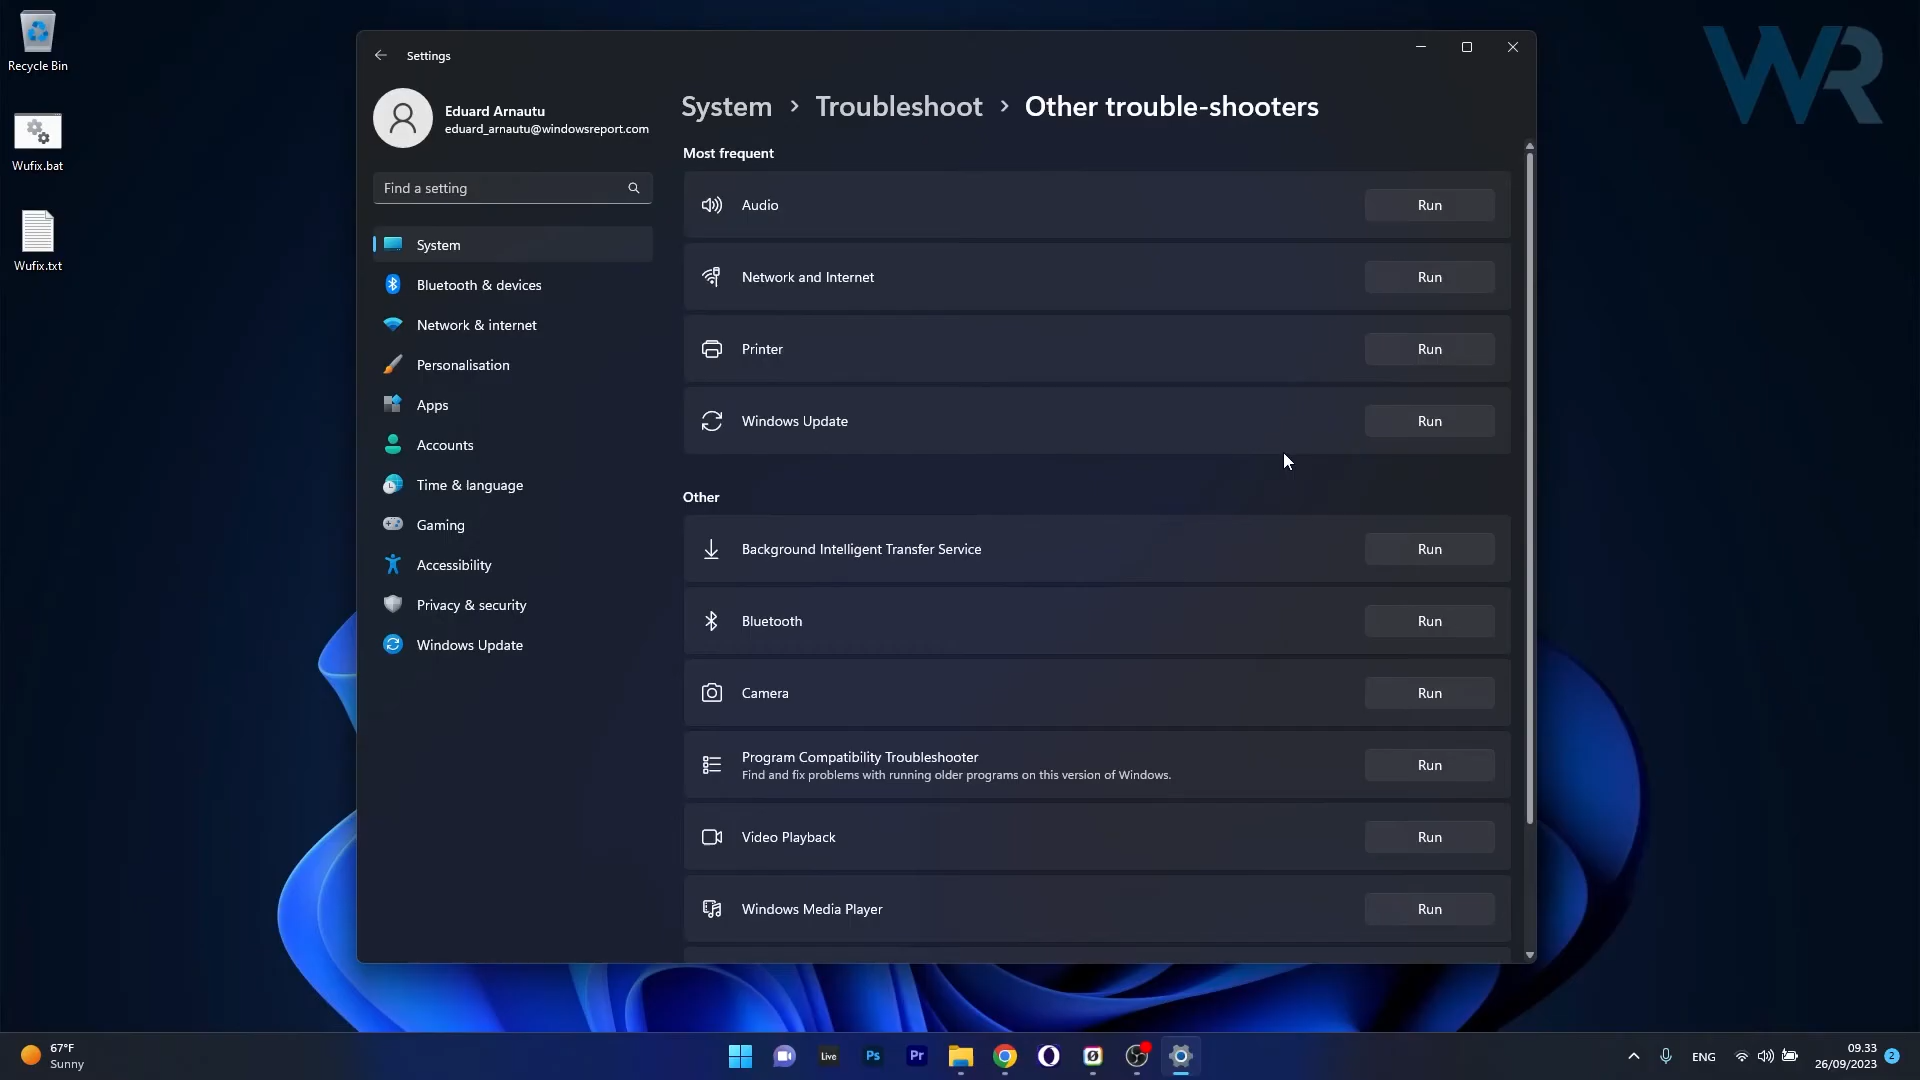 Recycle Bin
Wufix.bat
Wufix.txt
WR
Settings
Eduard Arnautu
eduard_arnautu@windowsreport.com
Find a setting
System
Bluetooth & devices
Network & internet
Personalisation
Apps
Accounts
Time & language
Gaming
Accessibility
Privacy & security
Windows Update
System > Troubleshoot > Other trouble-shooters
Most frequent
Audio Run
Network and Internet Run
Printer Run
Windows Update Run
Other
Background Intelligent Transfer Service Run
Bluetooth Run
Camera Run
Program Compatibility Troubleshooter
Find and fix problems with running older programs on this version of Windows.
Run
Video Playback Run
Windows Media Player Run
67°F
Sunny
Live
Ps
Pr
ENG
09.33
26/09/2023
2